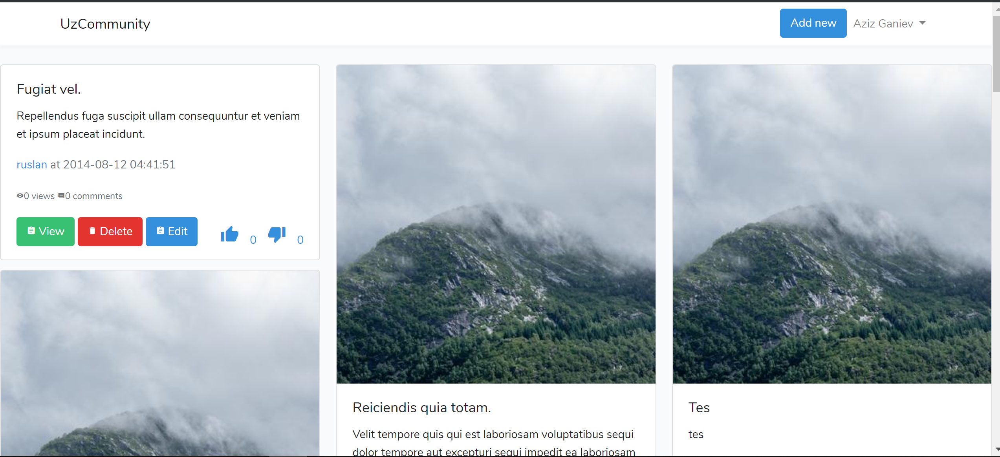 UzCommunity
Add new
Aziz Ganiev
Fugiat vel.
Repellendus fuga suscipit ullam consequuntur et veniam
et ipsum placeat incidunt.
ruslan at 2014-08-12 04:41:51
0 views 0 commments
View Delete Edit 0 0
Reiciendis quia totam.
Velit tempore quis qui est laboriosam voluptatibus sequi
dolor tempore aut excepturi sequi impedit ea laboriosam
Tes
tes